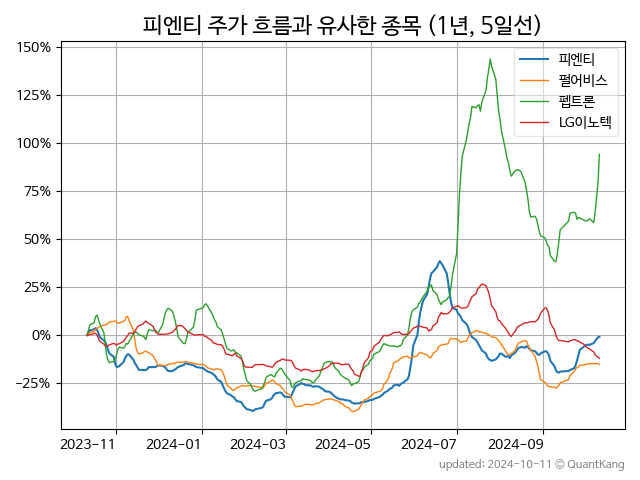 피엔티 주가 흐름과 유사한 종목 (1년, 5일선)
150%
125%
100%
75%
50%
25%
0%
−25%
피엔티
펄어비스
펩트론
LG이노텍
2023-11
2024-01
2024-03
2024-05
2024-07
2024-09
updated: 2024-10-11 © QuantKang